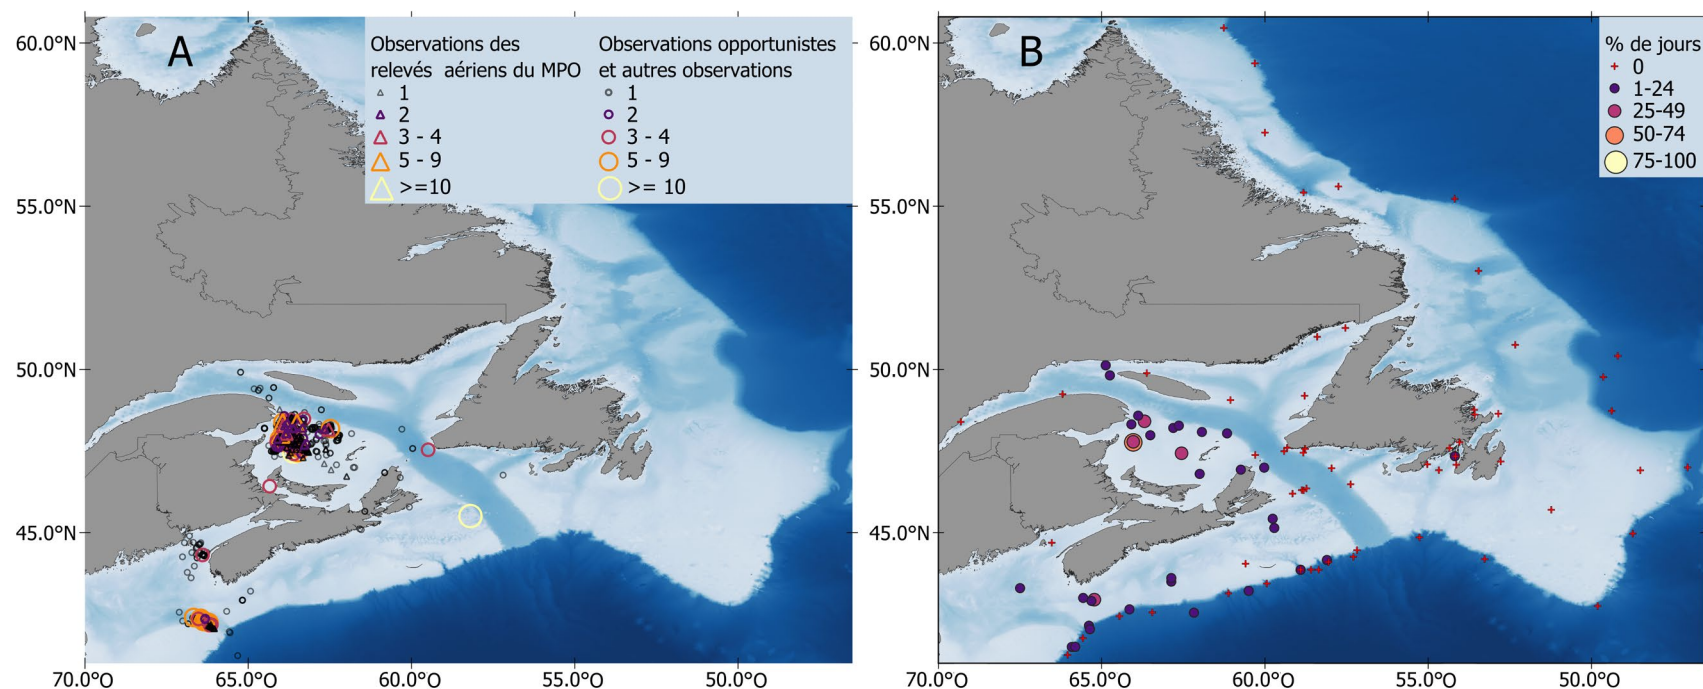 A
Observations des
relevés aériens du MPO
1
2
3 - 4
5 - 9
>=10
Observations opportunistes
et autres observations
1
2
3 - 4
5 - 9
>= 10
60.0°N
55.0°N
50.0°N
45.0°N
70.0°O
65.0°O
60.0°O
55.0°O
50.0°O
B
% de jours
0
1-24
25-49
50-74
75-100
60.0°N
55.0°N
50.0°N
45.0°N
70.0°O
65.0°O
60.0°O
55.0°O
50.0°O